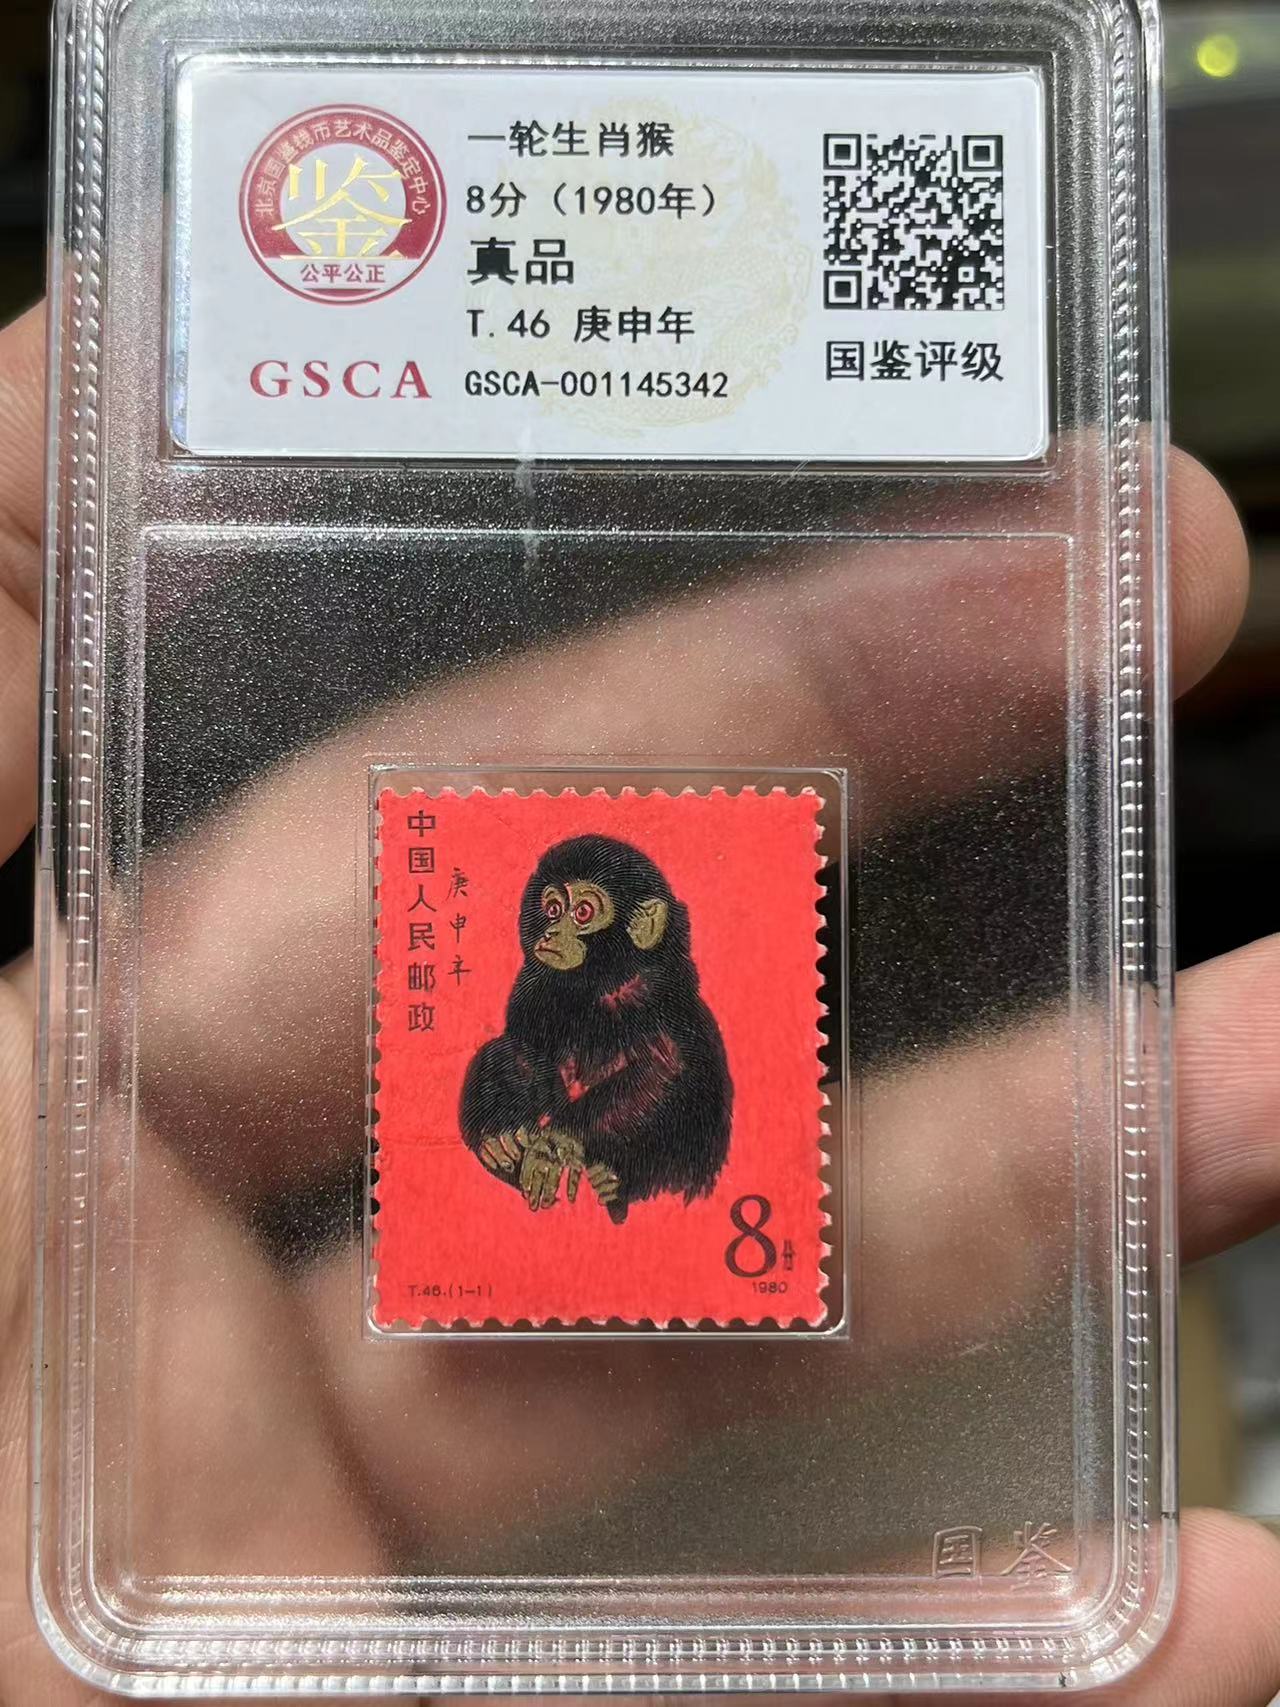 北京国鉴钱币艺术品鉴定中心
鉴
公平公正
GSCA
一轮生肖猴
8分（1980年）
真品
T.46 庚申年
GSCA-001145342
国鉴评级
中国人民邮政
庚申年
8分
1980
T.46.(1-1)
国鉴